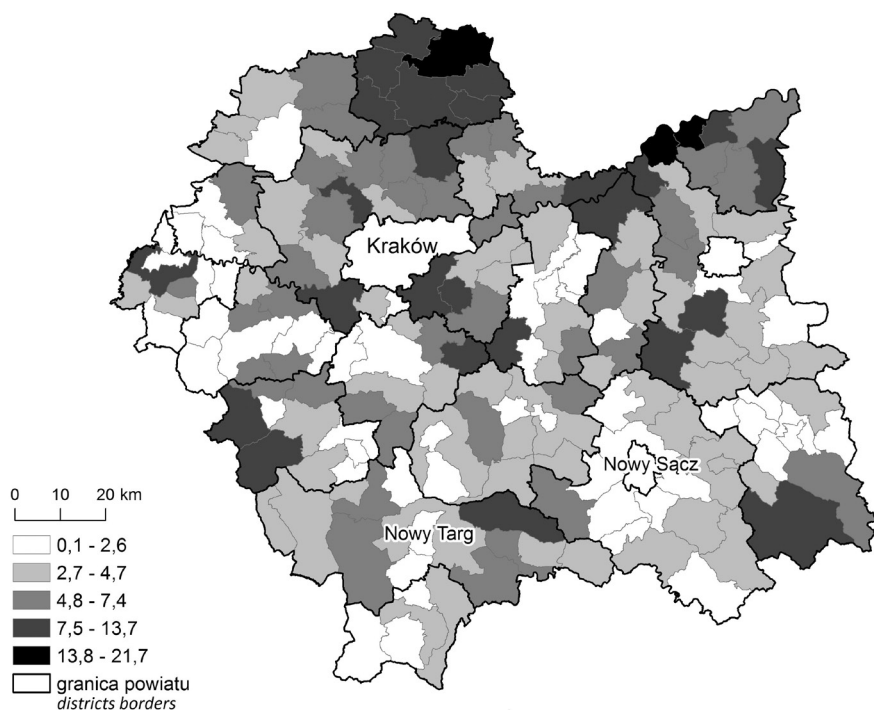 Kraków
Nowy Sącz
Nowy Targ
0 10 20 km
0,1 - 2,6
2,7 - 4,7
4,8 - 7,4
7,5 - 13,7
13,8 - 21,7
granica powiatu
districts borders